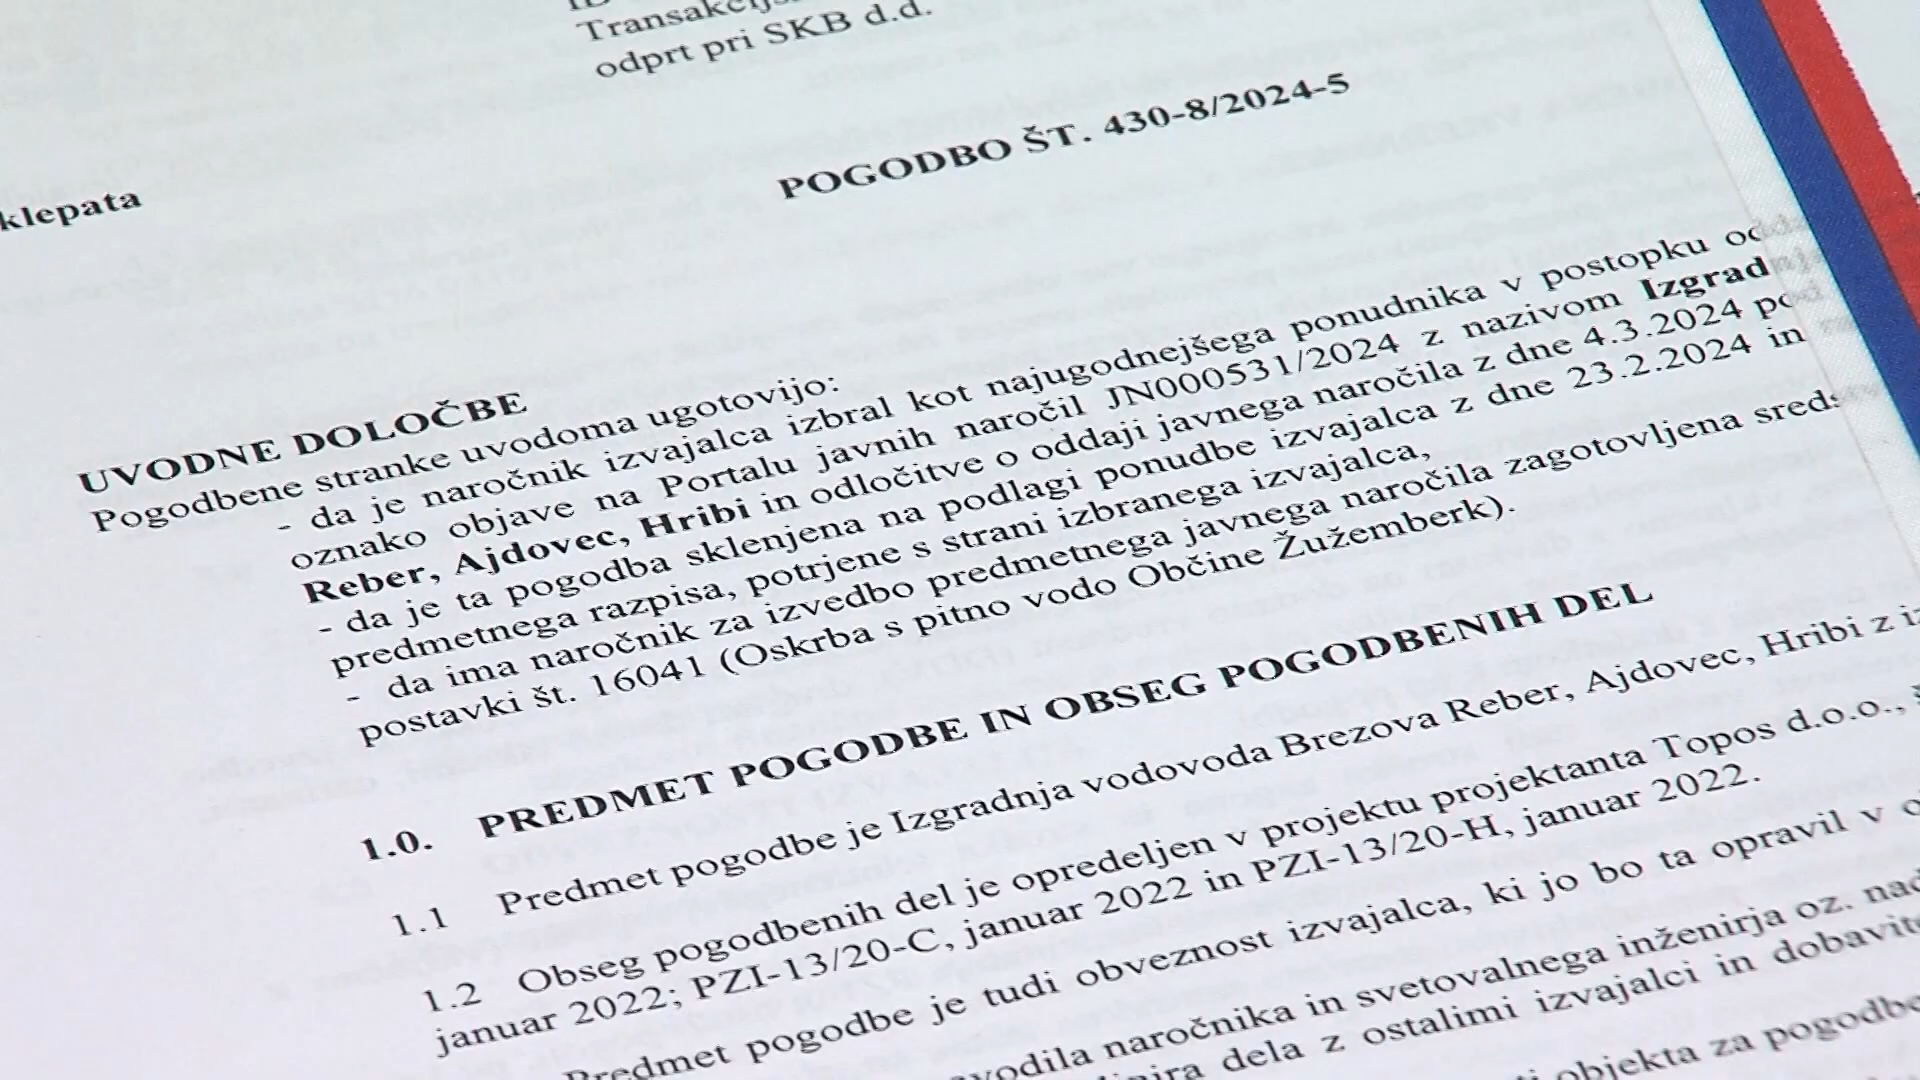 Transakcijs
odprt pri SKB d.d.
POGODBO ŠT. 430-8/2024-5
klepata
UVODNE DOLOČBE
Pogodbene stranke uvodoma ugotovijo:
- da je naročnik izvajalca izbral kot najugodnejšega ponudnika v postopku odda
oznako objave na Portalu javnih naročil JN000531/2024 z nazivom Izgradnja
Reber, Ajdovec, Hribi in odločitve o oddaji javnega naročila z dne 4.3.2024 pod
- da je ta pogodba sklenjena na podlagi ponudbe izvajalca z dne 23.2.2024 in
predmetnega razpisa, potrjene s strani izbranega izvajalca,
- da ima naročnik za izvedbo predmetnega javnega naročila zagotovljena sredstv
postavki št. 16041 (Oskrba s pitno vodo Občine Žužemberk).
1.0. PREDMET POGODBE IN OBSEG POGODBENIH DEL
1.1 Predmet pogodbe je Izgradnja vodovoda Brezova Reber, Ajdovec, Hribi z iz
1.2 Obseg pogodbenih del je opredeljen v projektu projektanta Topos d.o.o., š
januar 2022; PZI-13/20-C, januar 2022 in PZI-13/20-H, januar 2022.
Predmet pogodbe je tudi obveznost izvajalca, ki jo bo ta opravil v o
vodila naročnika in svetovalnega inženirja oz. nad
dela z ostalimi izvajalci in dobavite
objekta za pogodbe